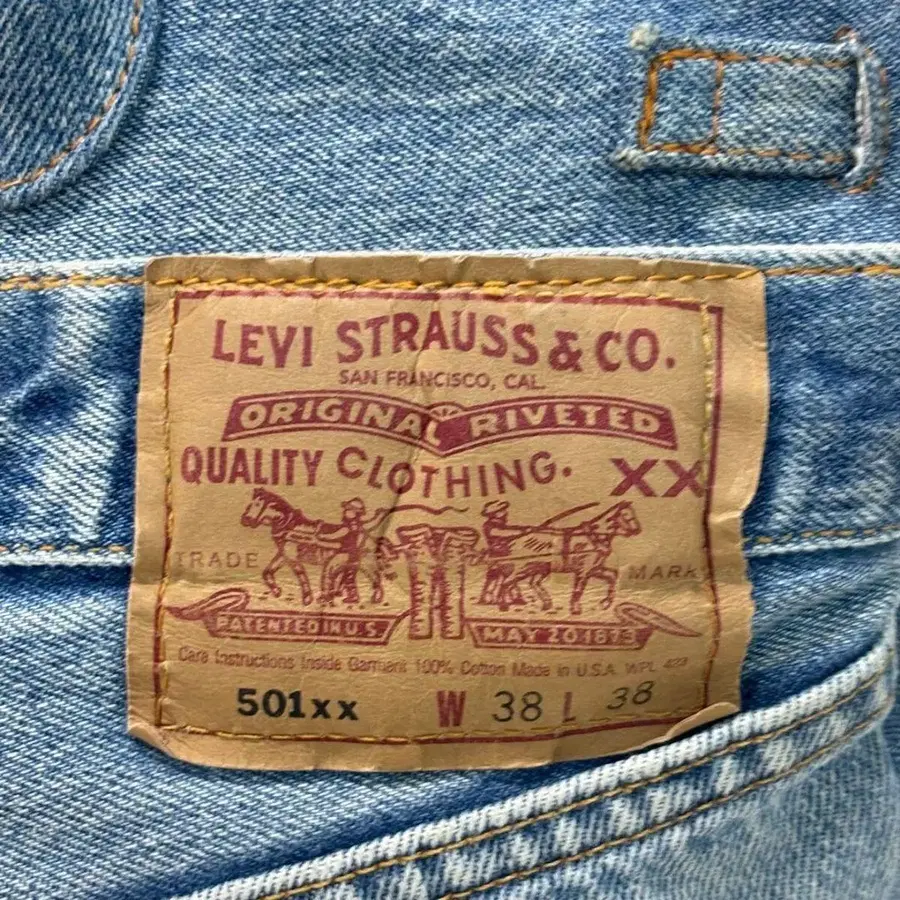 LEVI STRAUSS & CO.
SAN FRANCISCO, CAL.
ORIGINAL RIVETED
QUALITY CLOTHING. XX
TRADE MARK
PATENTED IN U.S. MAY 20 1873
Care Instructions Inside Garment 100% Cotton Made in U.S.A. WPL 423
501xx W 38 L 38